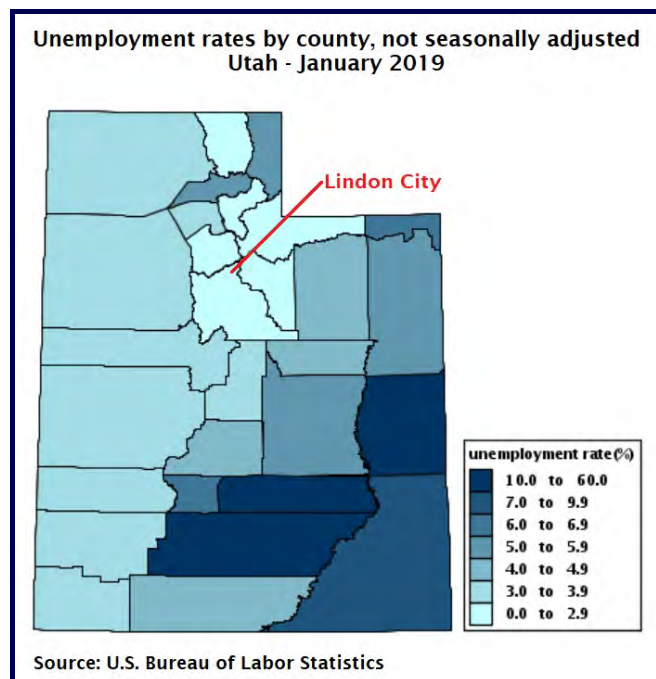 Unemployment rates by county, not seasonally adjusted
Utah - January 2019
Lindon City
unemployment rate(%)
10.0 to 60.0
7.0 to 9.9
6.0 to 6.9
5.0 to 5.9
4.0 to 4.9
3.0 to 3.9
0.0 to 2.9
Source: U.S. Bureau of Labor Statistics